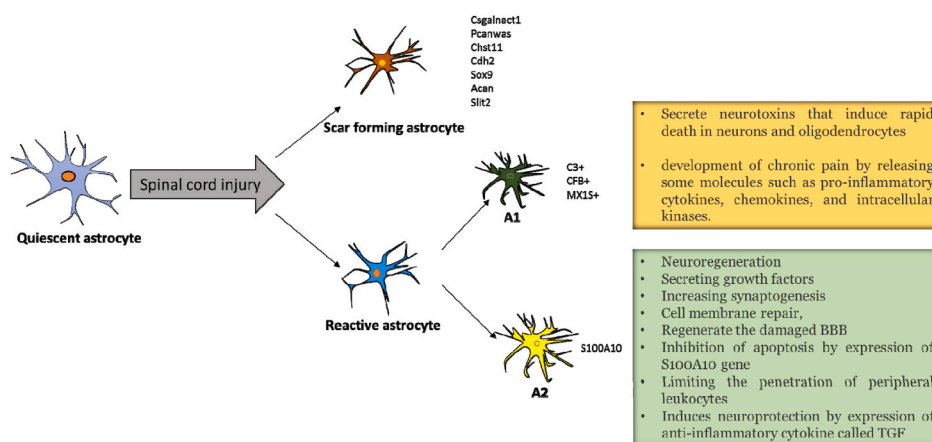 Csgalnect1
Pcanwas
Chst11
Cdh2
Sox9
Acan
Slit2
Scar forming astrocyte
Quiescent astrocyte
Spinal cord injury
Reactive astrocyte
C3+
CFB+
MX1S+
A1
S100A10
A2
• Secrete neurotoxins that induce rapid
death in neurons and oligodendrocytes
• development of chronic pain by releasing
some molecules such as pro-inflammatory
cytokines, chemokines, and intracellular
kinases.
• Neuroregeneration
• Secreting growth factors
• Increasing synaptogenesis
• Cell membrane repair,
• Regenerate the damaged BBB
• Inhibition of apoptosis by expression of
S100A10 gene
• Limiting the penetration of peripheral
leukocytes
• Induces neuroprotection by expression of
anti-inflammatory cytokine called TGF